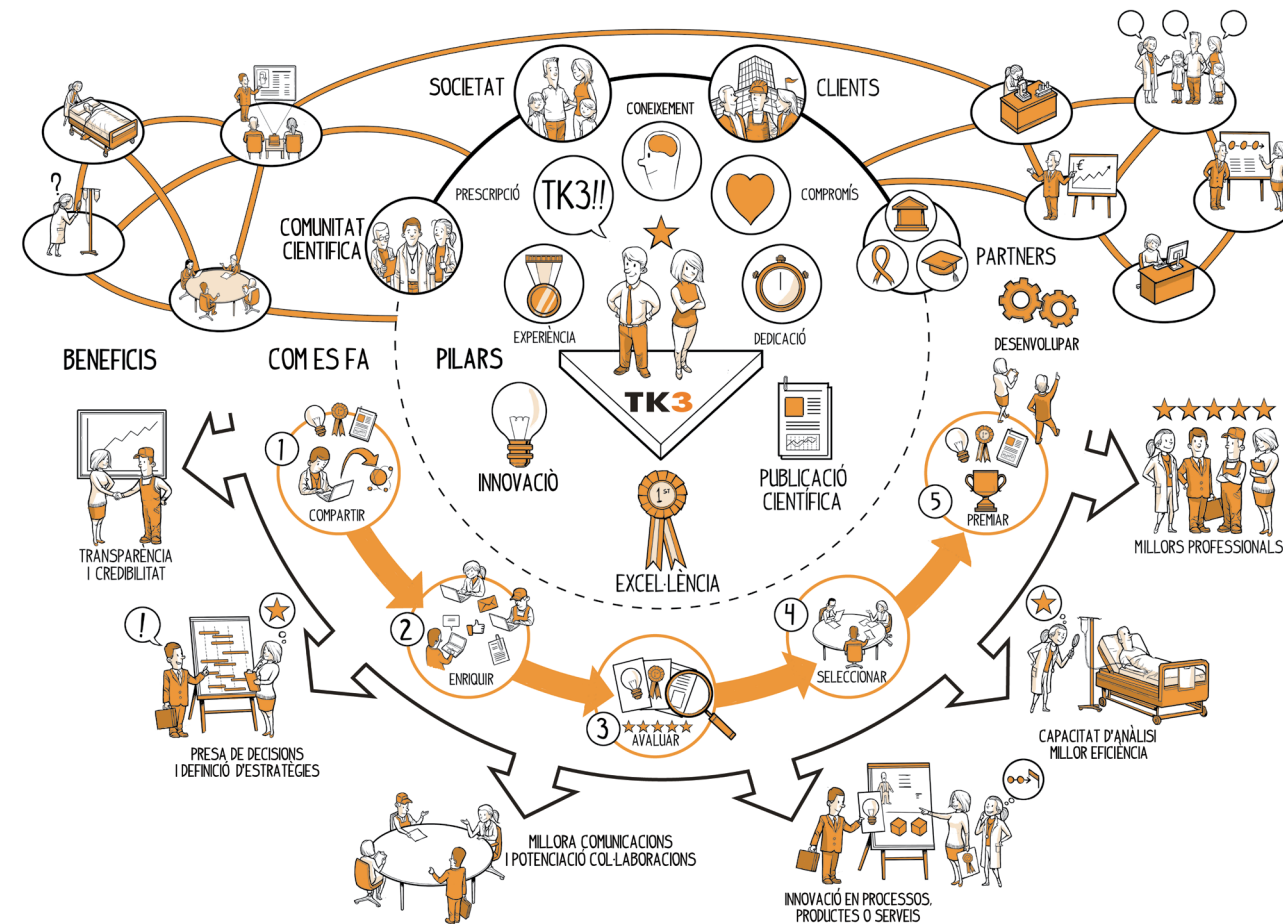 SOCIETAT
CLIENTS
CONEIXEMENT
PRESCRIPCIÓ
TK3!!
COMPROMÍS
?
€
COMUNITAT
CIENTIFICA
PARTNERS
EXPERIÈNCIA
DEDICACIÓ
DESENVOLUPAR
BENEFICIS
COM ES FA
PILARS
TK3
INNOVACIÒ
PUBLICACIÓ
CIENTÍFICA
1ST
EXCEL·LÈNCIA
1
COMPARTIR
2
ENRIQUIR
3
AVALUAR
4
SELECCIONAR
5
PREMIAR
TRANSPARÈNCIA
I CREDIBILITAT
MILLORS PROFESSIONALS
!
PRESA DE DECISIONS
I DEFINICIÓ D'ESTRATÈGIES
CAPACITAT D'ANÀLISI
MILLOR EFICIÈNCIA
MILLORA COMUNICACIONS
I POTENCIACIÓ COL·LABORACIONS
INNOVACIÓ EN PROCESSOS,
PRODUCTES O SERVEIS